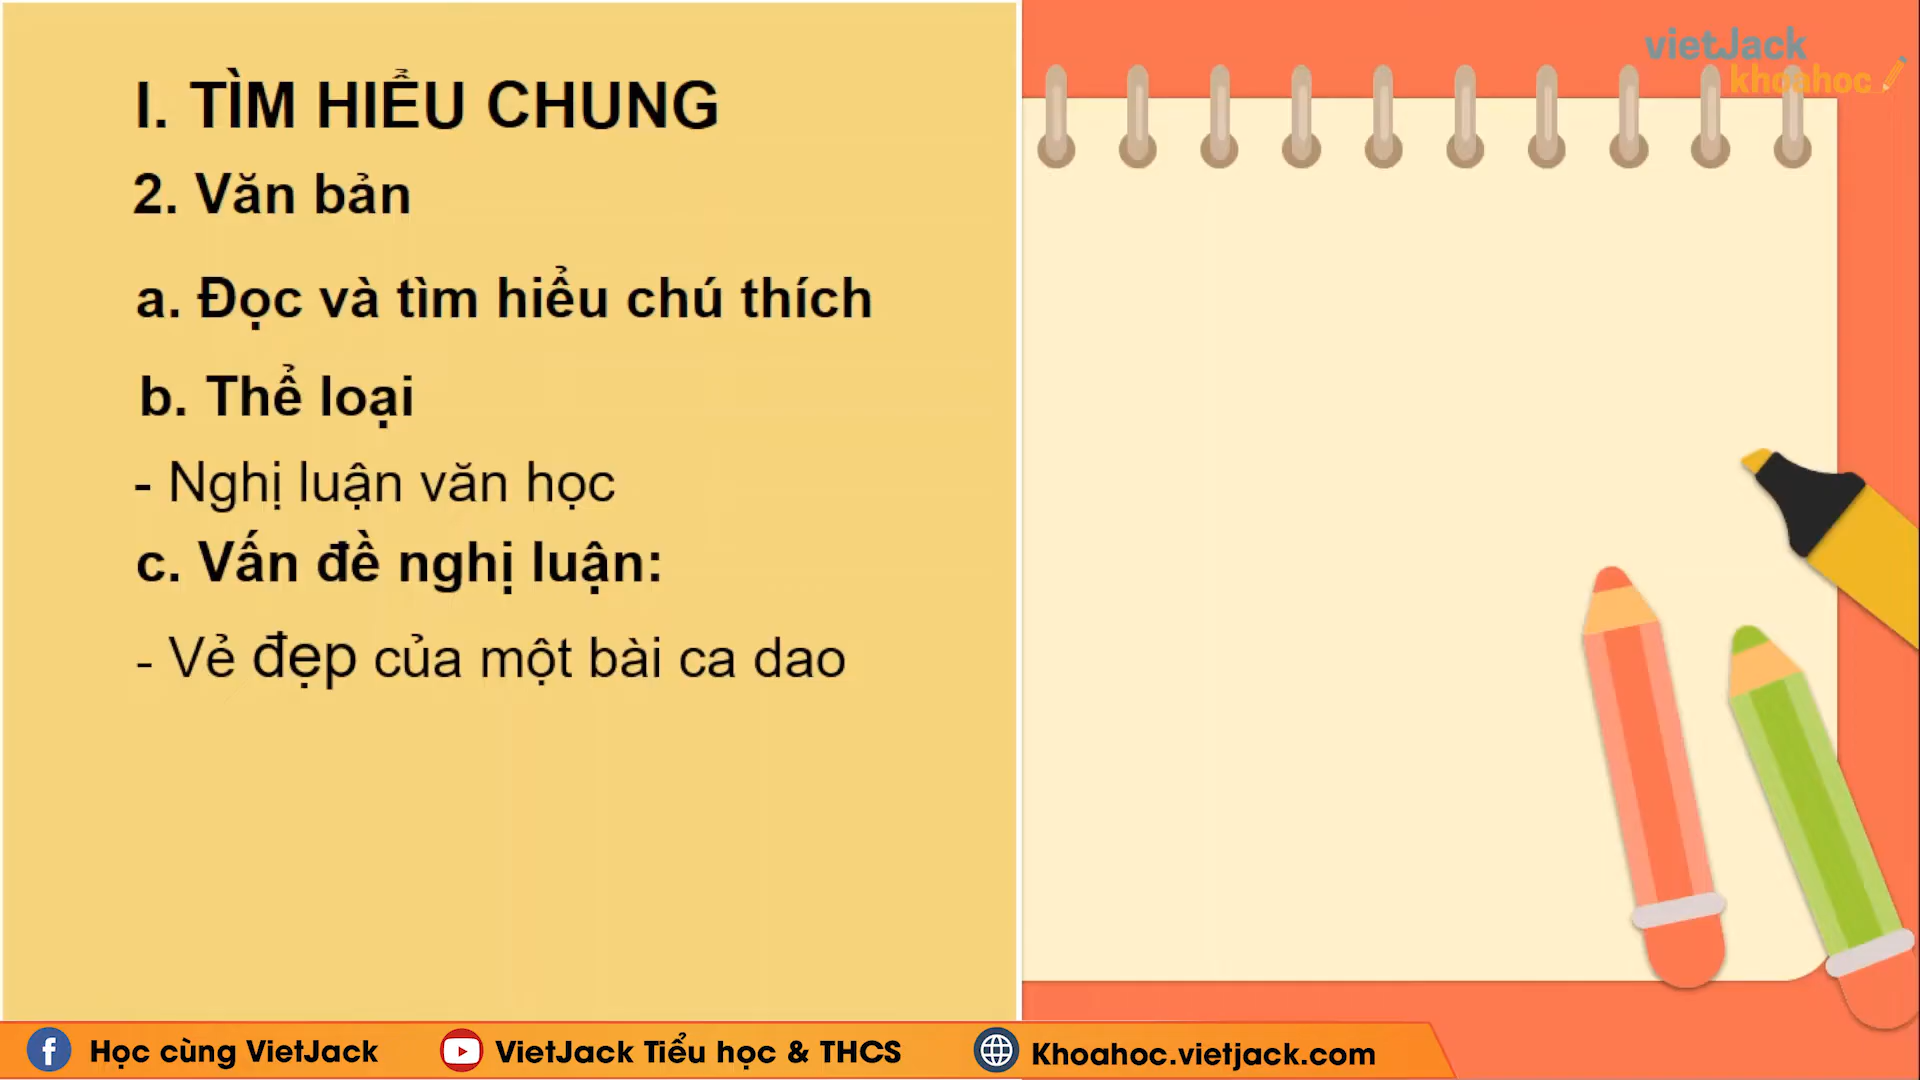 I. TÌM HIỂU CHUNG
2. Văn bản
a. Đọc và tìm hiểu chú thích
b. Thể loại
- Nghị luận văn học
c. Vấn đề nghị luận:
- Vẻ đẹp của một bài ca dao
vietJack
khoahoc
Học cùng VietJack
VietJack Tiểu học & THCS
Khoahoc.vietjack.com